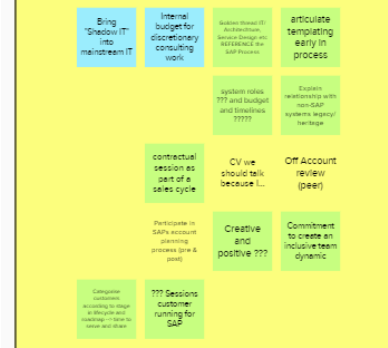 Bring
"Shadow IT"
into
mainstream IT
Internal
budget for
discretionary
consulting
work
Golden thread IT/
Architecture,
Service Design etc
REFERENCE the
SAP Process
articulate
templating
early in
process
system roles
??? and budget
and timelines
?????
Explain
relationship with
non-SAP
systems legacy/
heritage
contractual
session as
part of a
sales cycle
CV we
should talk
because I...
Off Account
review
(peer)
Participate in
SAPs account
planning
process (pre &
post)
Creative
and
positive ???
Commitment
to create an
inclusive team
dynamic
Categorise
customers
according to stage
in lifecycle and
roadmap --> time to
serve and share
??? Sessions
customer
running for
SAP